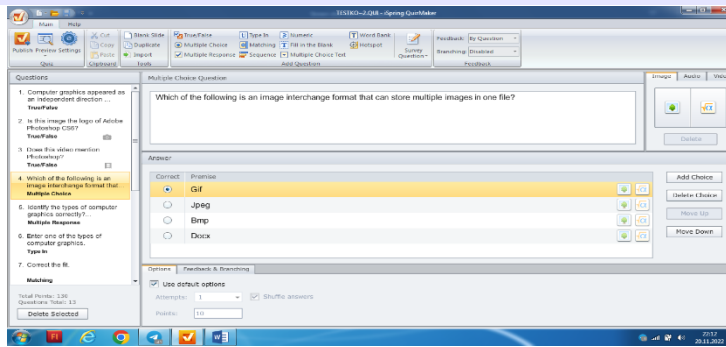 TESTKO~2.QUR - iSpring QuizMaker
Main Help
Publish Preview Settings
Quiz
Cut
Copy
Paste
Clipboard
Blank Slide
Duplicate
Import
Tools
True/False
Multiple Choice
Multiple Response
Type In
Matching
Sequence
Numeric
Fill in the Blank
Multiple Choice Text
Word Bank
Hotspot
Add Question
Survey Question
Feedback: By Question
Branching: Disabled
Feedback
Questions
1. Computer graphics appeared as
an independent direction ...
True/False
2. Is this image the logo of Adobe
Photoshop CS6?
True/False
3. Does this video mention
Photoshop?
True/False
4. Which of the following is an
image interchange format that...
Multiple Choice
5. Identify the types of computer
graphics correctly?...
Multiple Response
6. Enter one of the types of
computer graphics.
Type In
7. Correct the fit.
Matching
Total Points: 130
Questions Total: 13
Delete Selected
Multiple Choice Question
Which of the following is an image interchange format that can store multiple images in one file?
Image Audio Video
Delete
Answer
Correct Premise
Gif
Jpeg
Bmp
Docx
Add Choice
Delete Choice
Move Up
Move Down
Options Feedback & Branching
Use default options
Attempts: 1
Shuffle answers
Points: 10
22:12
20.11.2022